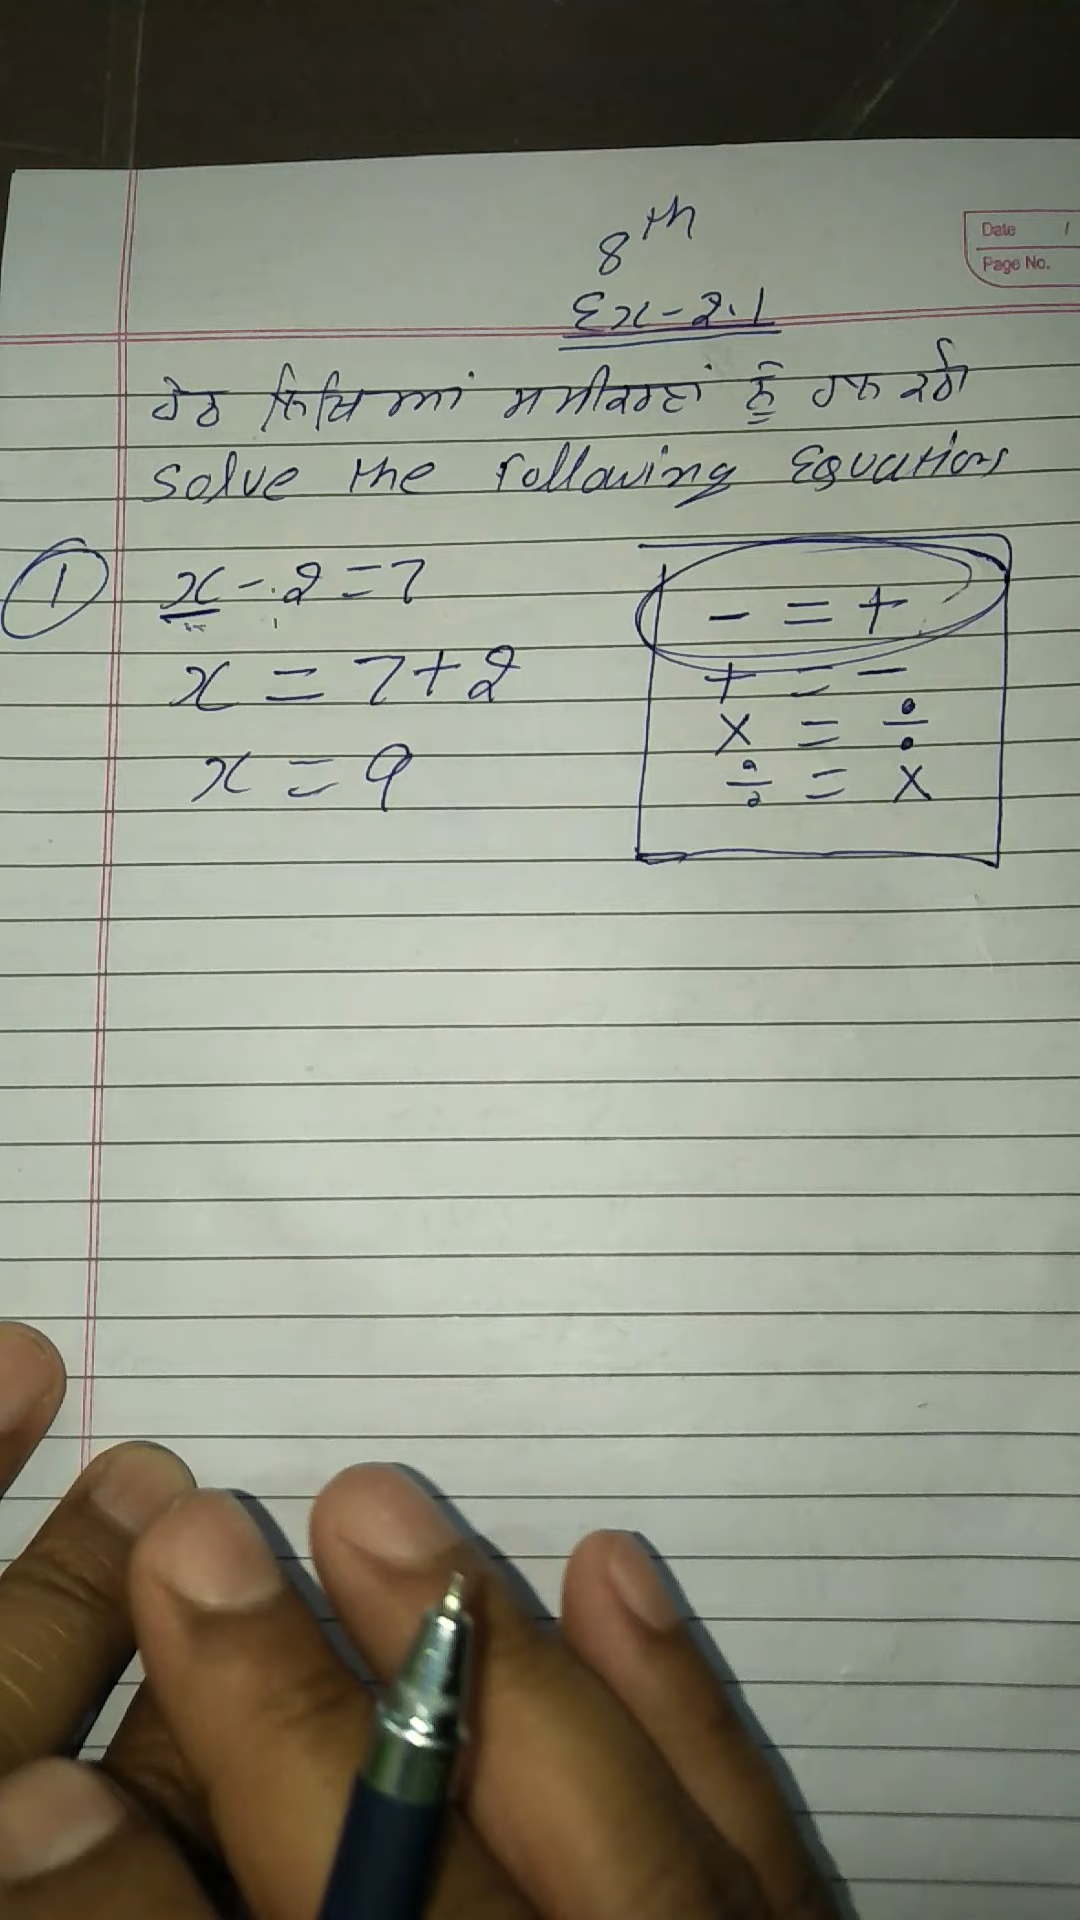 8th
Date /
Page No.
Ex-2.1
ਹੇਠ ਲਿਖਿਆਂ ਸਮੀਕਰਣਾਂ ਨੂੰ ਹਲ ਕਰੋ
Solve the following Equations
1 x - 2 = 7
x = 7 + 2
x = 9
- = +
+ = -
× = ÷
÷ = ×